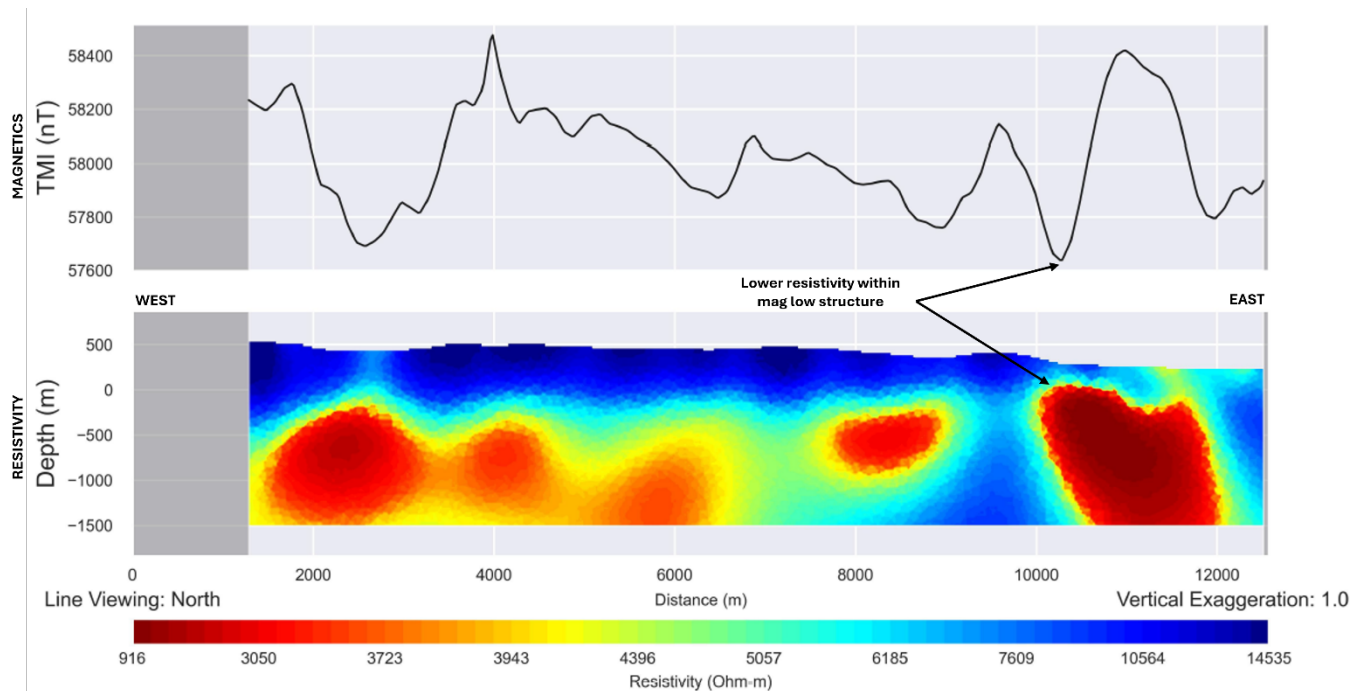 MAGNETICS
TMI (nT)
58400
58200
58000
57800
57600
Lower resistivity within
mag low structure
WEST
EAST
RESISTIVITY
Depth (m)
500
0
−500
−1000
−1500
0 2000 4000 6000 8000 10000 12000
Line Viewing: North
Distance (m)
Vertical Exaggeration: 1.0
916 3050 3723 3943 4396 5057 6185 7609 10564 14535
Resistivity (Ohm-m)